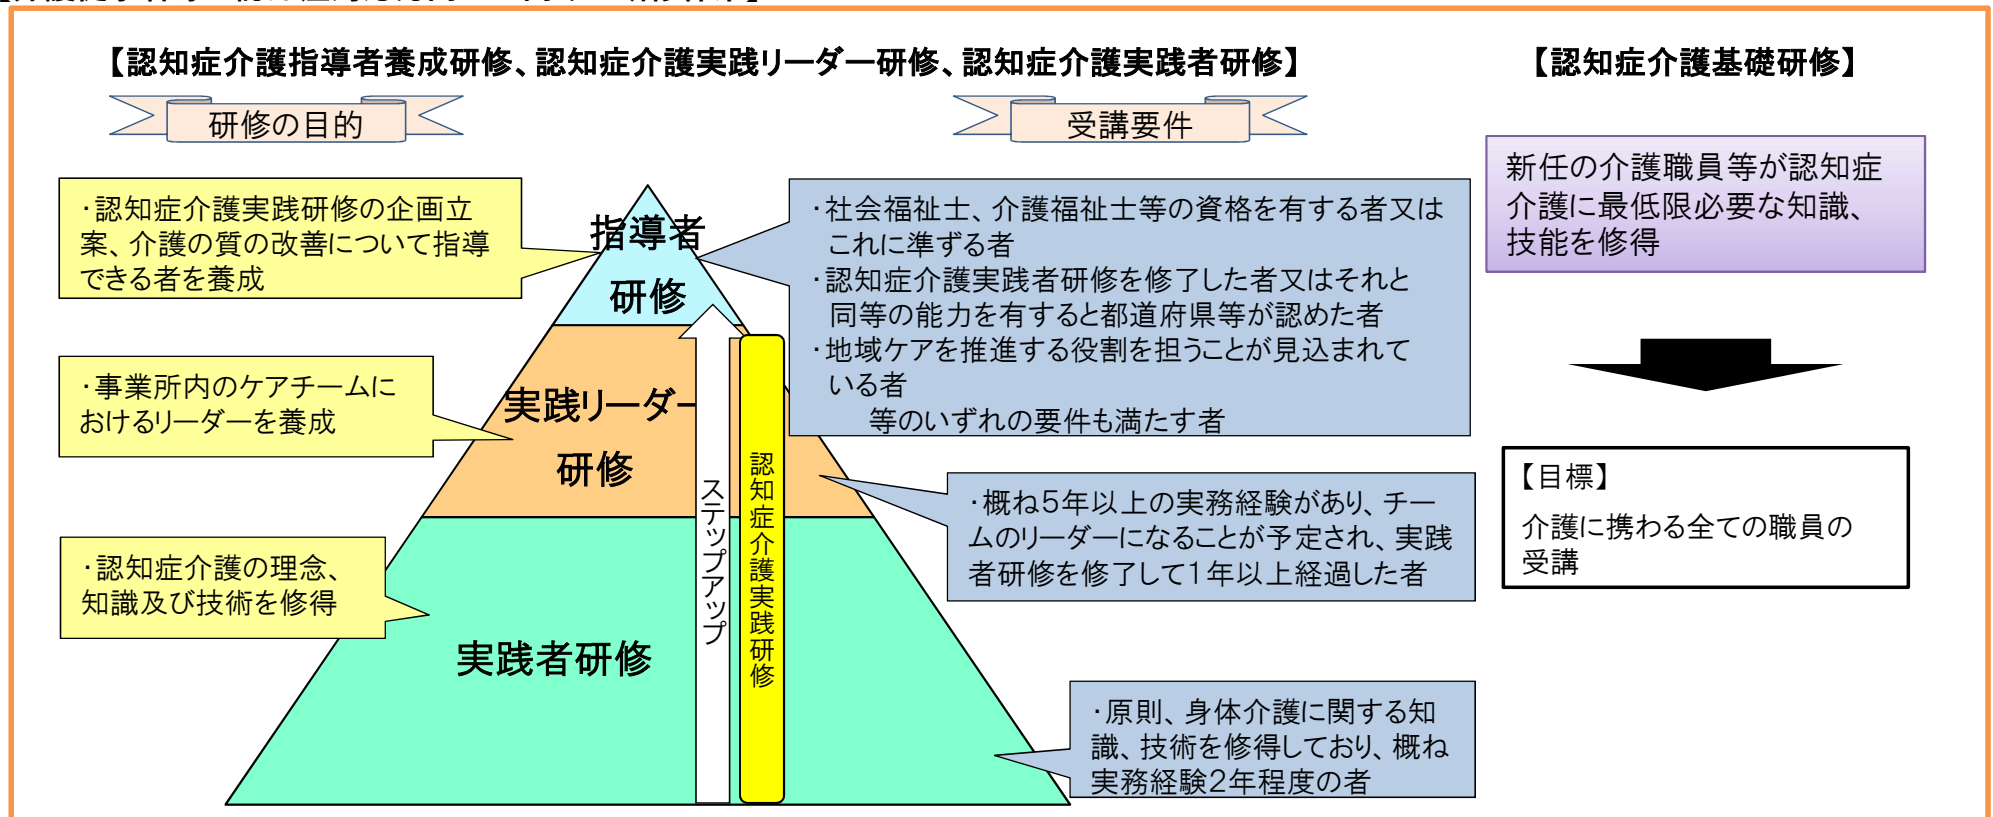 【認知症介護指導者養成研修、認知症介護実践リーダー研修、認知症介護実践者研修】
【認知症介護基礎研修】
研修の目的
受講要件
・認知症介護実践研修の企画立
案、介護の質の改善について指導
できる者を養成
指導者
研修
・社会福祉士、介護福祉士等の資格を有する者又は
これに準ずる者
・認知症介護実践者研修を修了した者又はそれと
同等の能力を有すると都道府県等が認めた者
・地域ケアを推進する役割を担うことが見込まれて
いる者
等のいずれの要件も満たす者
新任の介護職員等が認知症
介護に最低限必要な知識、
技能を修得
・事業所内のケアチームに
おけるリーダーを養成
実践リーダー
研修
・概ね5年以上の実務経験があり、チー
ムのリーダーになることが予定され、実践
者研修を修了して1年以上経過した者
【目標】
介護に携わる全ての職員の
受講
・認知症介護の理念、
知識及び技術を修得
実践者研修
ステップアップ
認知症介護実践研修
・原則、身体介護に関する知
識、技術を修得しており、概ね
実務経験2年程度の者